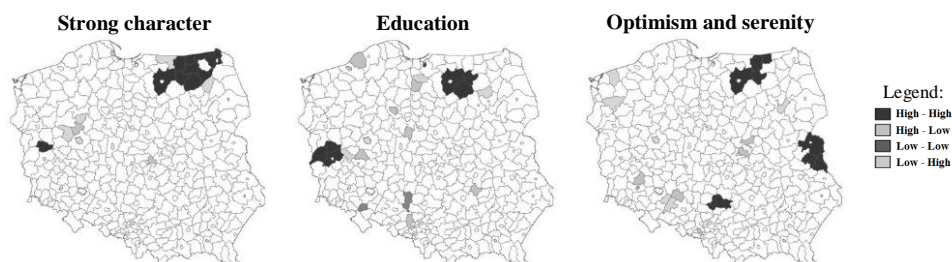 Strong character
Education
Optimism and serenity
Legend:
High - High
High - Low
Low - Low
Low - High